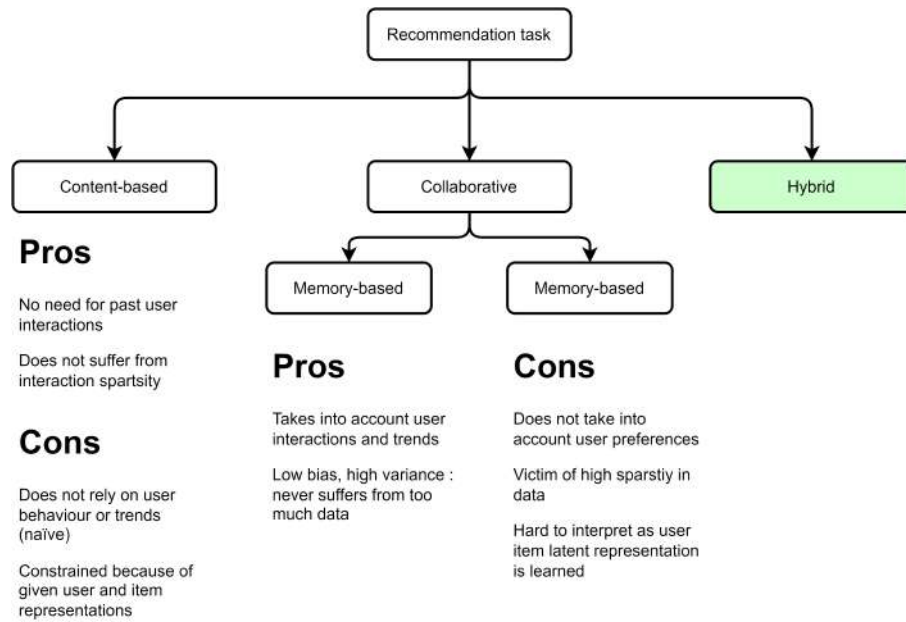 Recommendation task
Content-based
Collaborative
Hybrid
Memory-based
Memory-based
Pros
No need for past user
interactions
Does not suffer from
interaction spartsity
Cons
Does not rely on user
behaviour or trends
(naïve)
Constrained because of
given user and item
representations
Pros
Takes into account user
interactions and trends
Low bias, high variance :
never suffers from too
much data
Cons
Does not take into
account user preferences
Victim of high sparstiy in
data
Hard to interpret as user
item latent representation
is learned